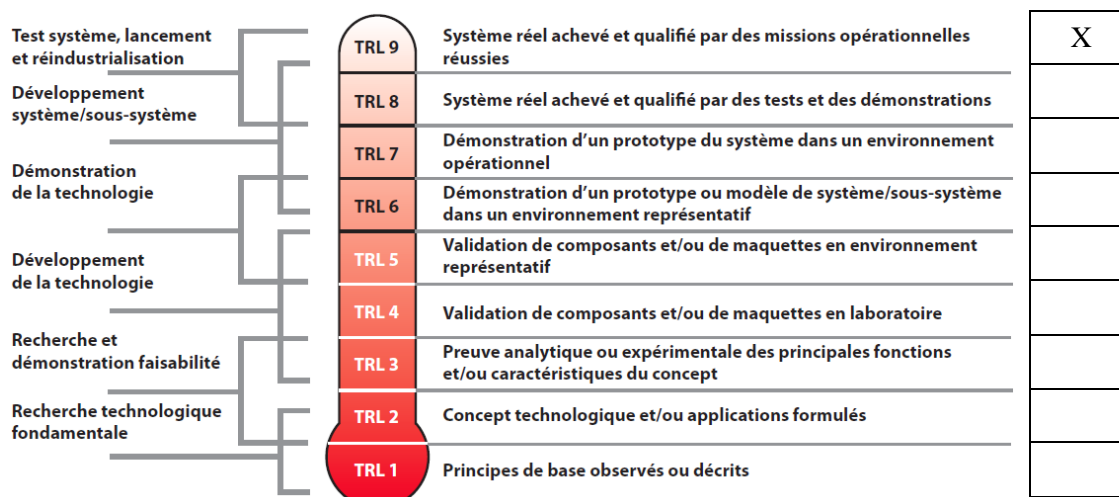 Test système, lancement
et réindustrialisation
TRL 9
Système réel achevé et qualifié par des missions opérationnelles
réussies
X
Développement
système/sous-système
TRL 8
Système réel achevé et qualifié par des tests et des démonstrations
TRL 7
Démonstration d’un prototype du système dans un environnement
opérationnel
Démonstration
de la technologie
TRL 6
Démonstration d’un prototype ou modèle de système/sous-système
dans un environnement représentatif
Développement
de la technologie
TRL 5
Validation de composants et/ou de maquettes en environnement
représentatif
TRL 4
Validation de composants et/ou de maquettes en laboratoire
Recherche et
démonstration faisabilité
TRL 3
Preuve analytique ou expérimentale des principales fonctions
et/ou caractéristiques du concept
Recherche technologique
fondamentale
TRL 2
Concept technologique et/ou applications formulés
TRL 1
Principes de base observés ou décrits